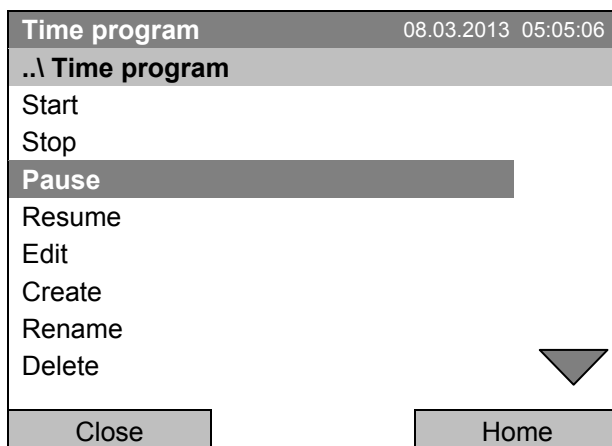 Time program 08.03.2013 05:05:06
..\ Time program
Start
Stop
Pause
Resume
Edit
Create
Rename
Delete
Close Home